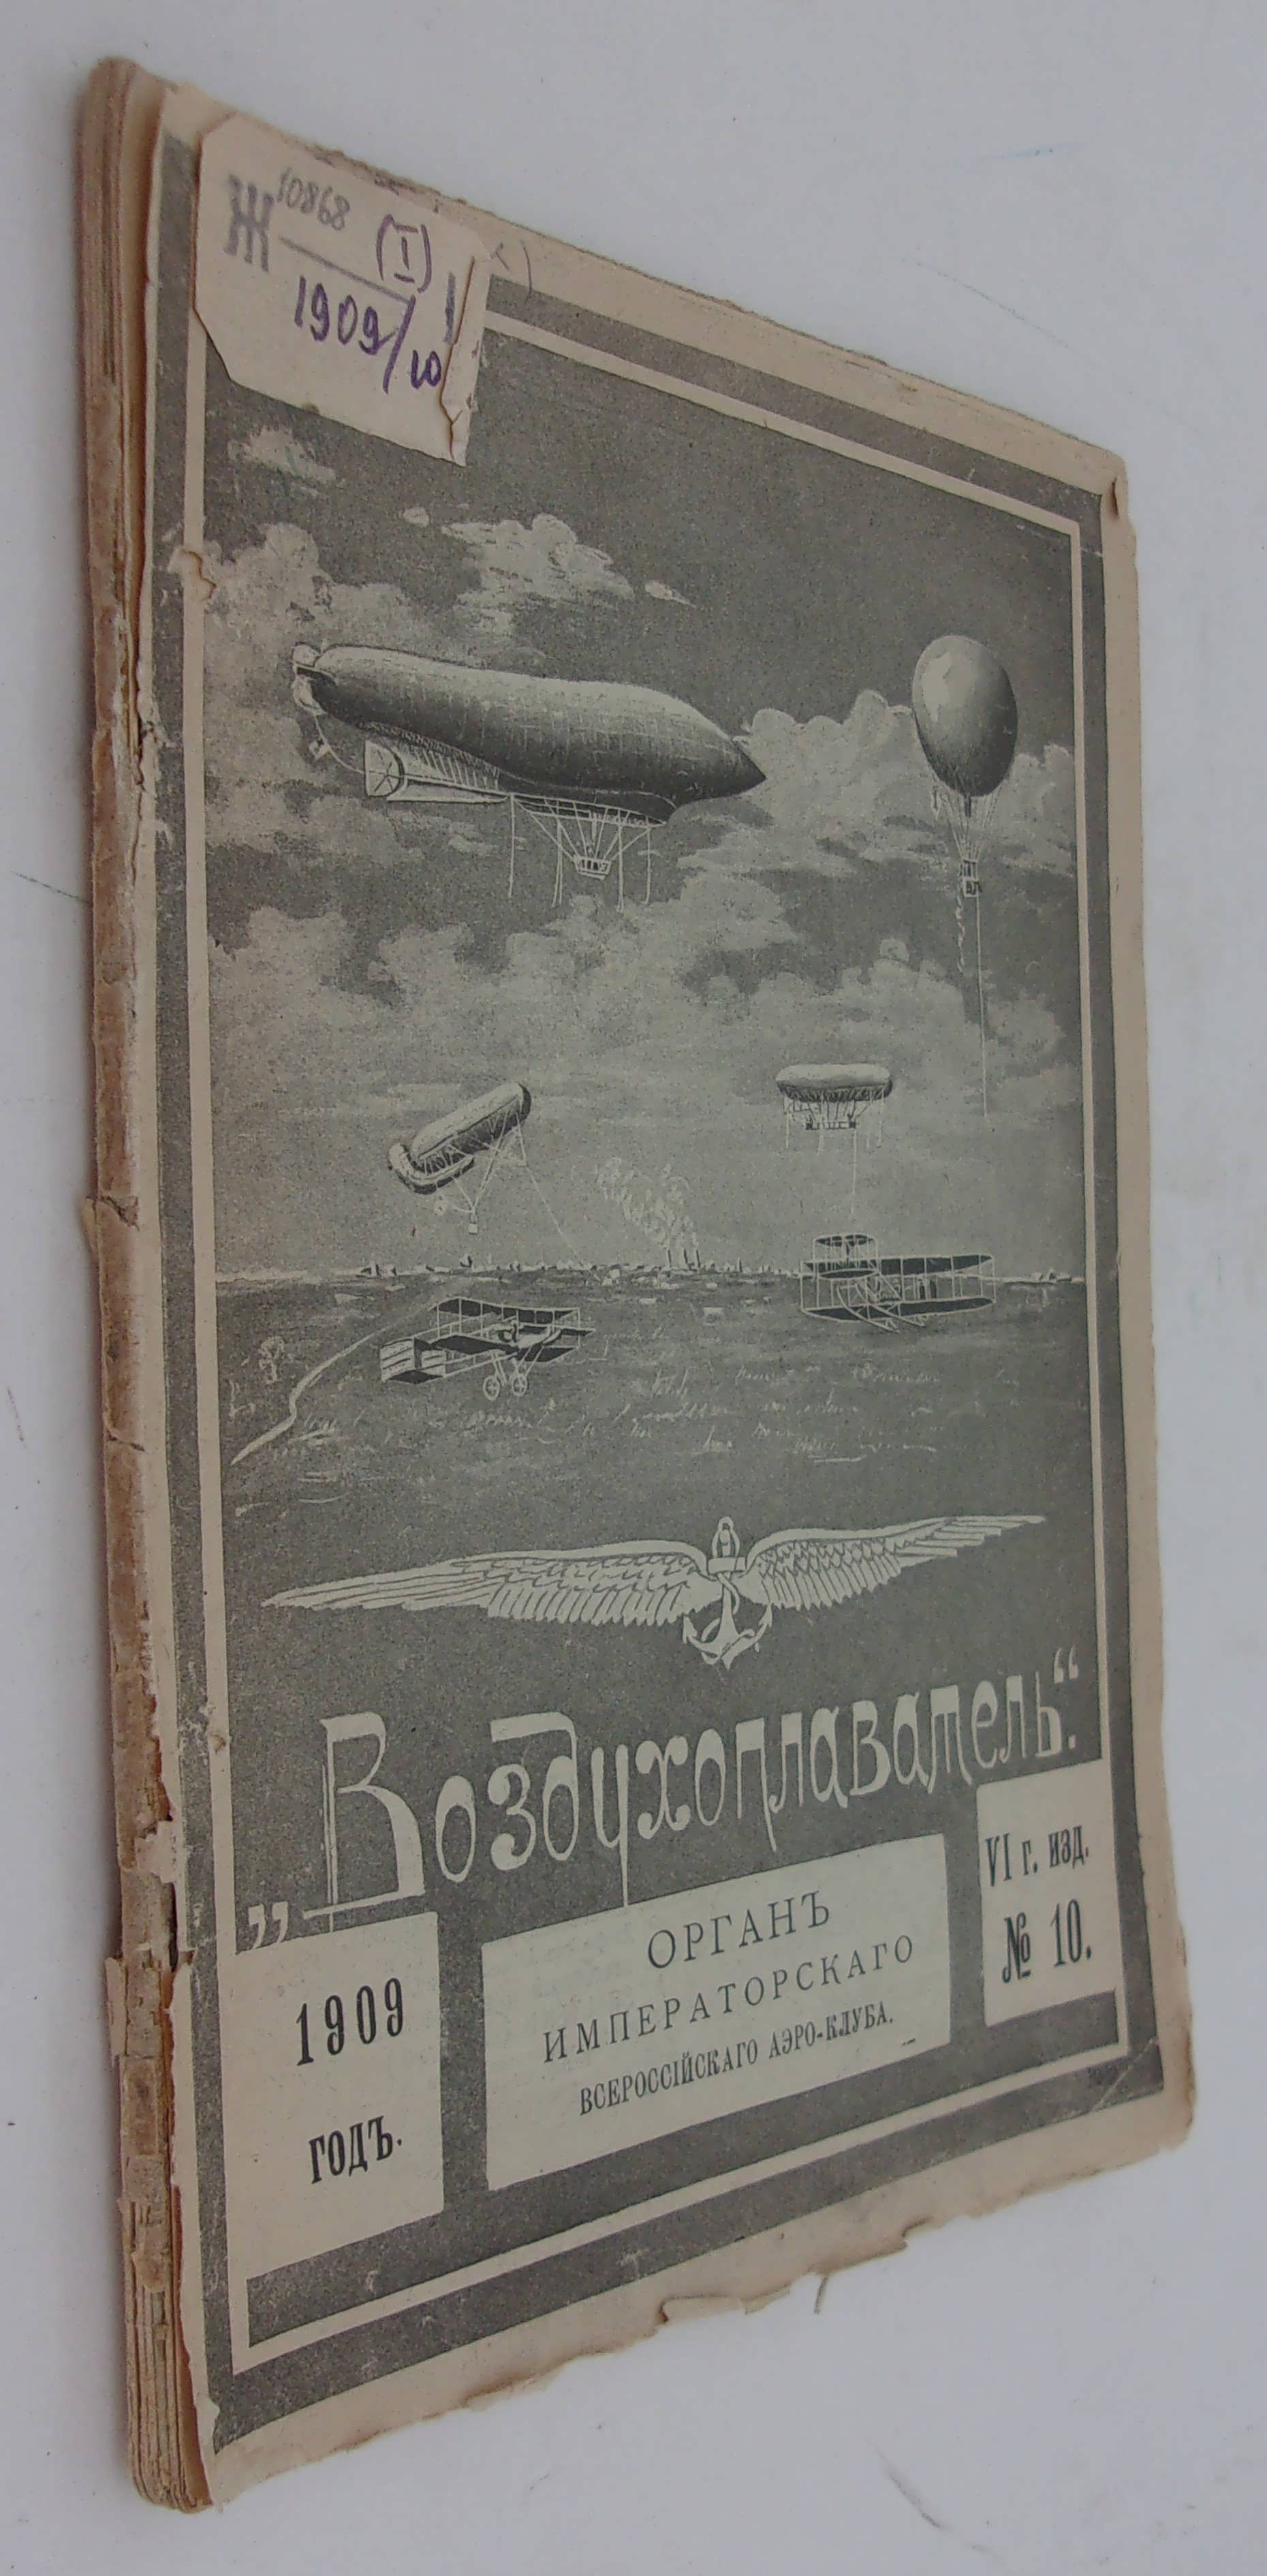 Ж 10868 (I)
1909/10
„Воздухоплаватель“.
1909
годъ.
ОРГАНЪ
ИМПЕРАТОРСКАГО
ВСЕРОССІЙСКАГО АЭРО-КЛУБА.
VI г. изд.
№ 10.